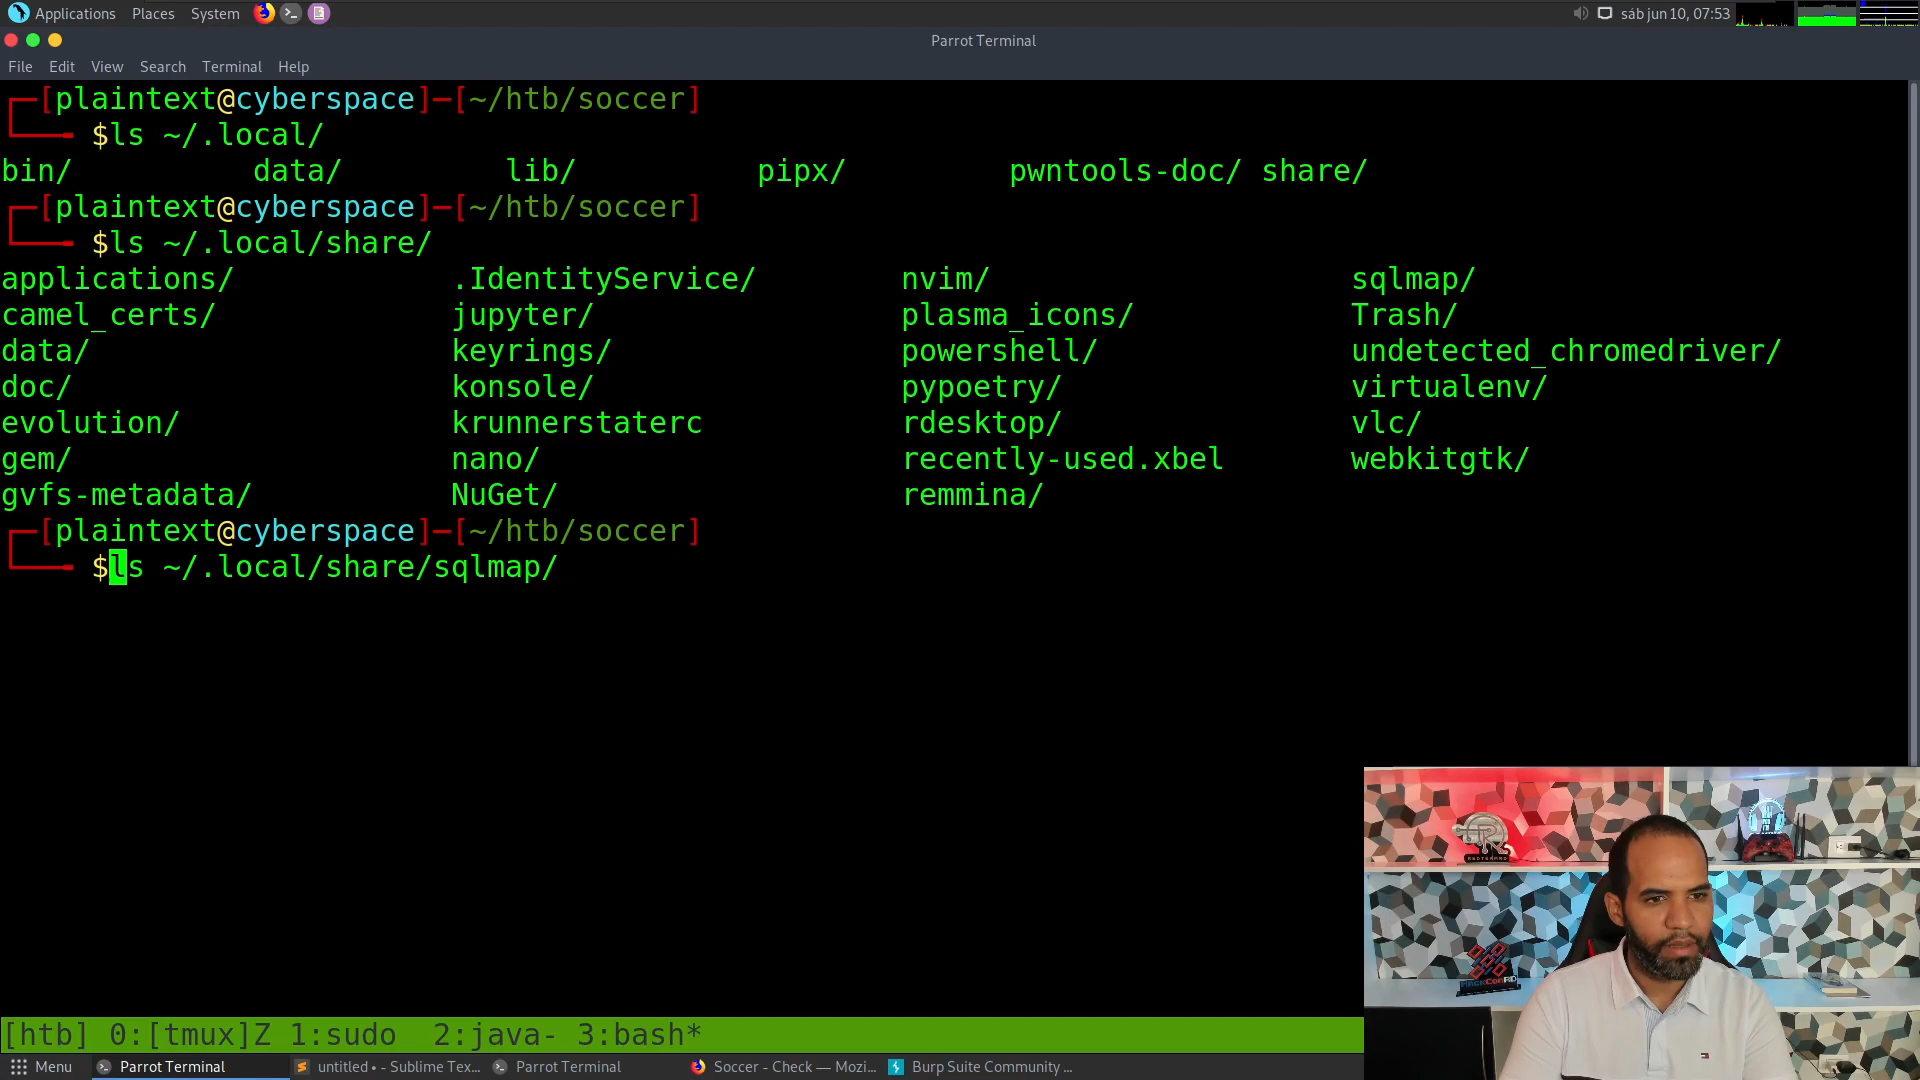 Applications Places System sáb jun 10, 07:53
Parrot Terminal
File Edit View Search Terminal Help
[plaintext@cyberspace]─[~/htb/soccer]
$ls ~/.local/
bin/ data/ lib/ pipx/ pwntools-doc/ share/
[plaintext@cyberspace]─[~/htb/soccer]
$ls ~/.local/share/
applications/ .IdentityService/ nvim/ sqlmap/
camel_certs/ jupyter/ plasma_icons/ Trash/
data/ keyrings/ powershell/ undetected_chromedriver/
doc/ konsole/ pypoetry/ virtualenv/
evolution/ krunnerstaterc rdesktop/ vlc/
gem/ nano/ recently-used.xbel webkitgtk/
gvfs-metadata/ NuGet/ remmina/
[plaintext@cyberspace]─[~/htb/soccer]
$ls ~/.local/share/sqlmap/
HACKConRD
[htb] 0:[tmux]Z 1:sudo 2:java- 3:bash*
Menu Parrot Terminal untitled • - Sublime Tex... Parrot Terminal Soccer - Check — Mozi... Burp Suite Community ...